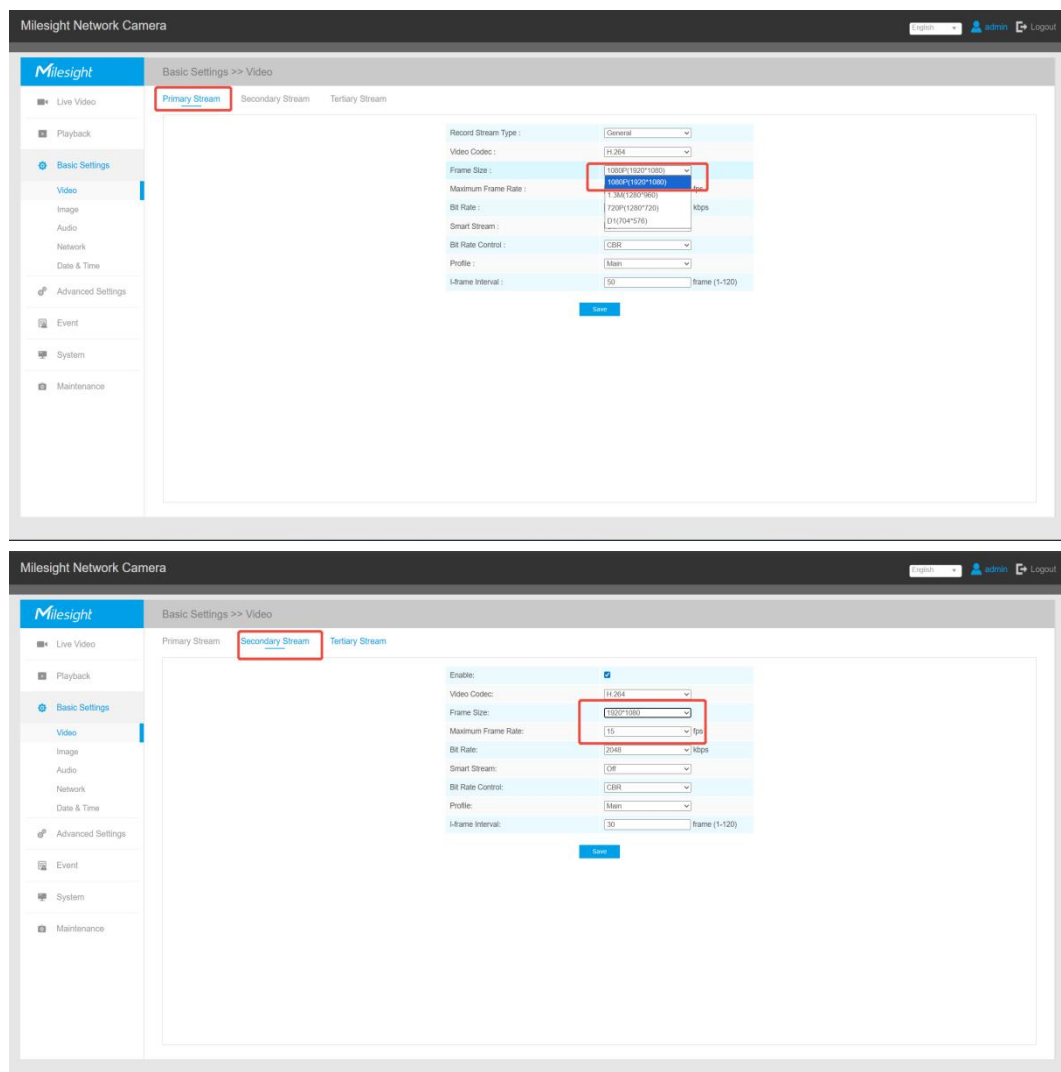 Milesight Network Camera
English admin Logout
Milesight
Basic Settings >> Video
Live Video
Playback
Basic Settings
Video
Image
Audio
Network
Date & Time
Advanced Settings
Event
System
Maintenance
Primary Stream Secondary Stream Tertiary Stream
Record Stream Type : General
Video Codec : H.264
Frame Size : 1080P(1920*1080)
1080P(1920*1080)
1.3M(1280*960)
720P(1280*720)
D1(704*576)
Maximum Frame Rate : fps
Bit Rate : kbps
Smart Stream :
Bit Rate Control : CBR
Profile : Main
I-frame Interval : 50 frame (1-120)
Save
Milesight Network Camera
English admin Logout
Milesight
Basic Settings >> Video
Live Video
Playback
Basic Settings
Video
Image
Audio
Network
Date & Time
Advanced Settings
Event
System
Maintenance
Primary Stream Secondary Stream Tertiary Stream
Enable:
Video Codec: H.264
Frame Size: 1920*1080
Maximum Frame Rate: 15 fps
Bit Rate: 2048 kbps
Smart Stream: Off
Bit Rate Control: CBR
Profile: Main
I-frame Interval: 30 frame (1-120)
Save